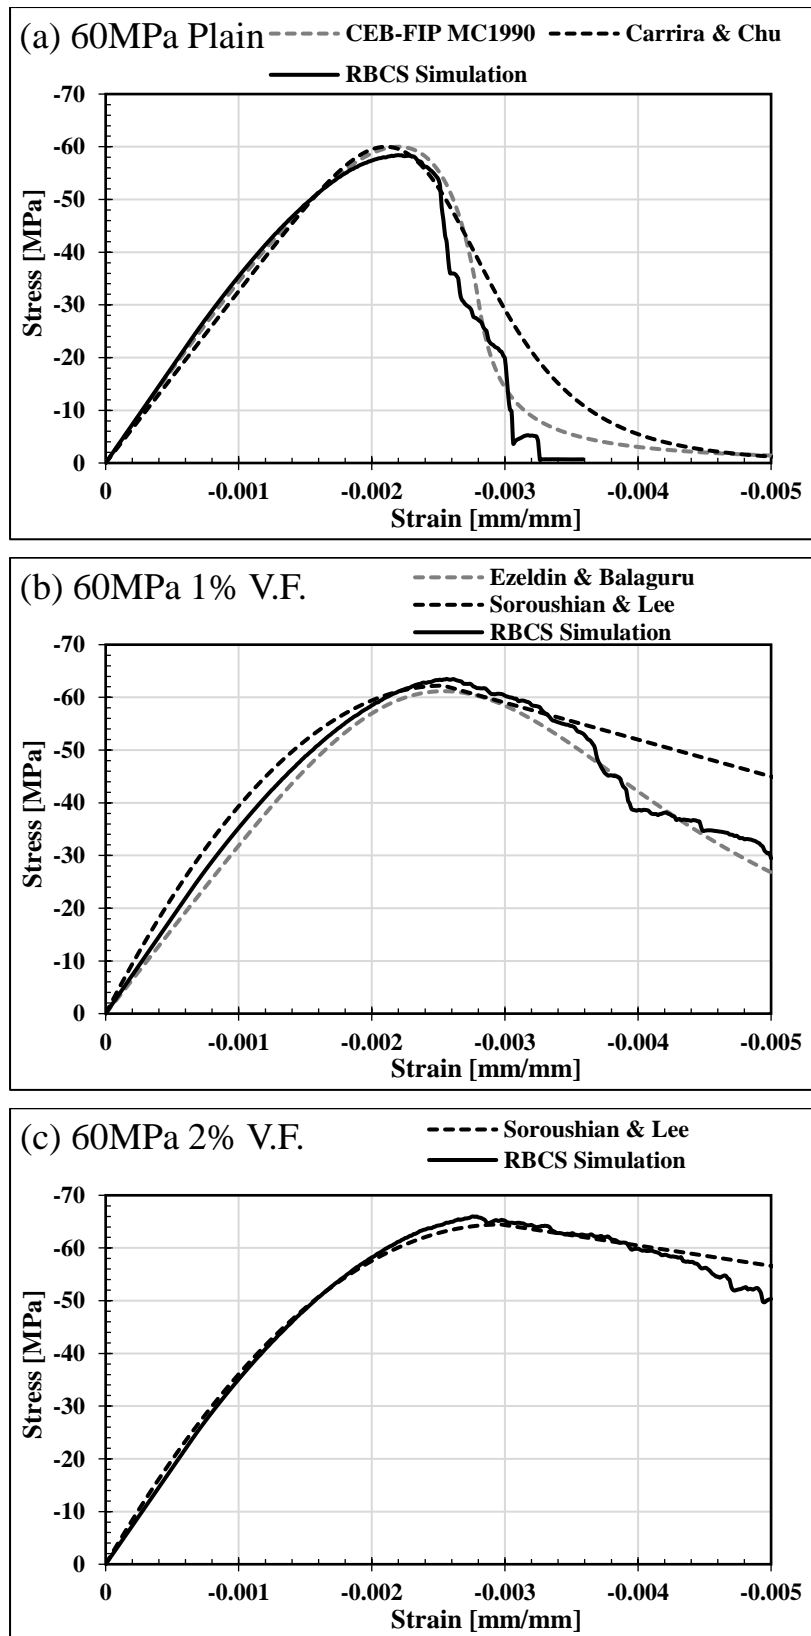 (a) 60MPa Plain
CEB-FIP MC1990
Carrira & Chu
RBCS Simulation
-70
-60
-50
-40
-30
-20
-10
0
Stress [MPa]
0 -0.001 -0.002 -0.003 -0.004 -0.005
Strain [mm/mm]
(b) 60MPa 1% V.F.
Ezeldin & Balaguru
Soroushian & Lee
RBCS Simulation
-70
-60
-50
-40
-30
-20
-10
0
Stress [MPa]
0 -0.001 -0.002 -0.003 -0.004 -0.005
Strain [mm/mm]
(c) 60MPa 2% V.F.
Soroushian & Lee
RBCS Simulation
-70
-60
-50
-40
-30
-20
-10
0
Stress [MPa]
0 -0.001 -0.002 -0.003 -0.004 -0.005
Strain [mm/mm]